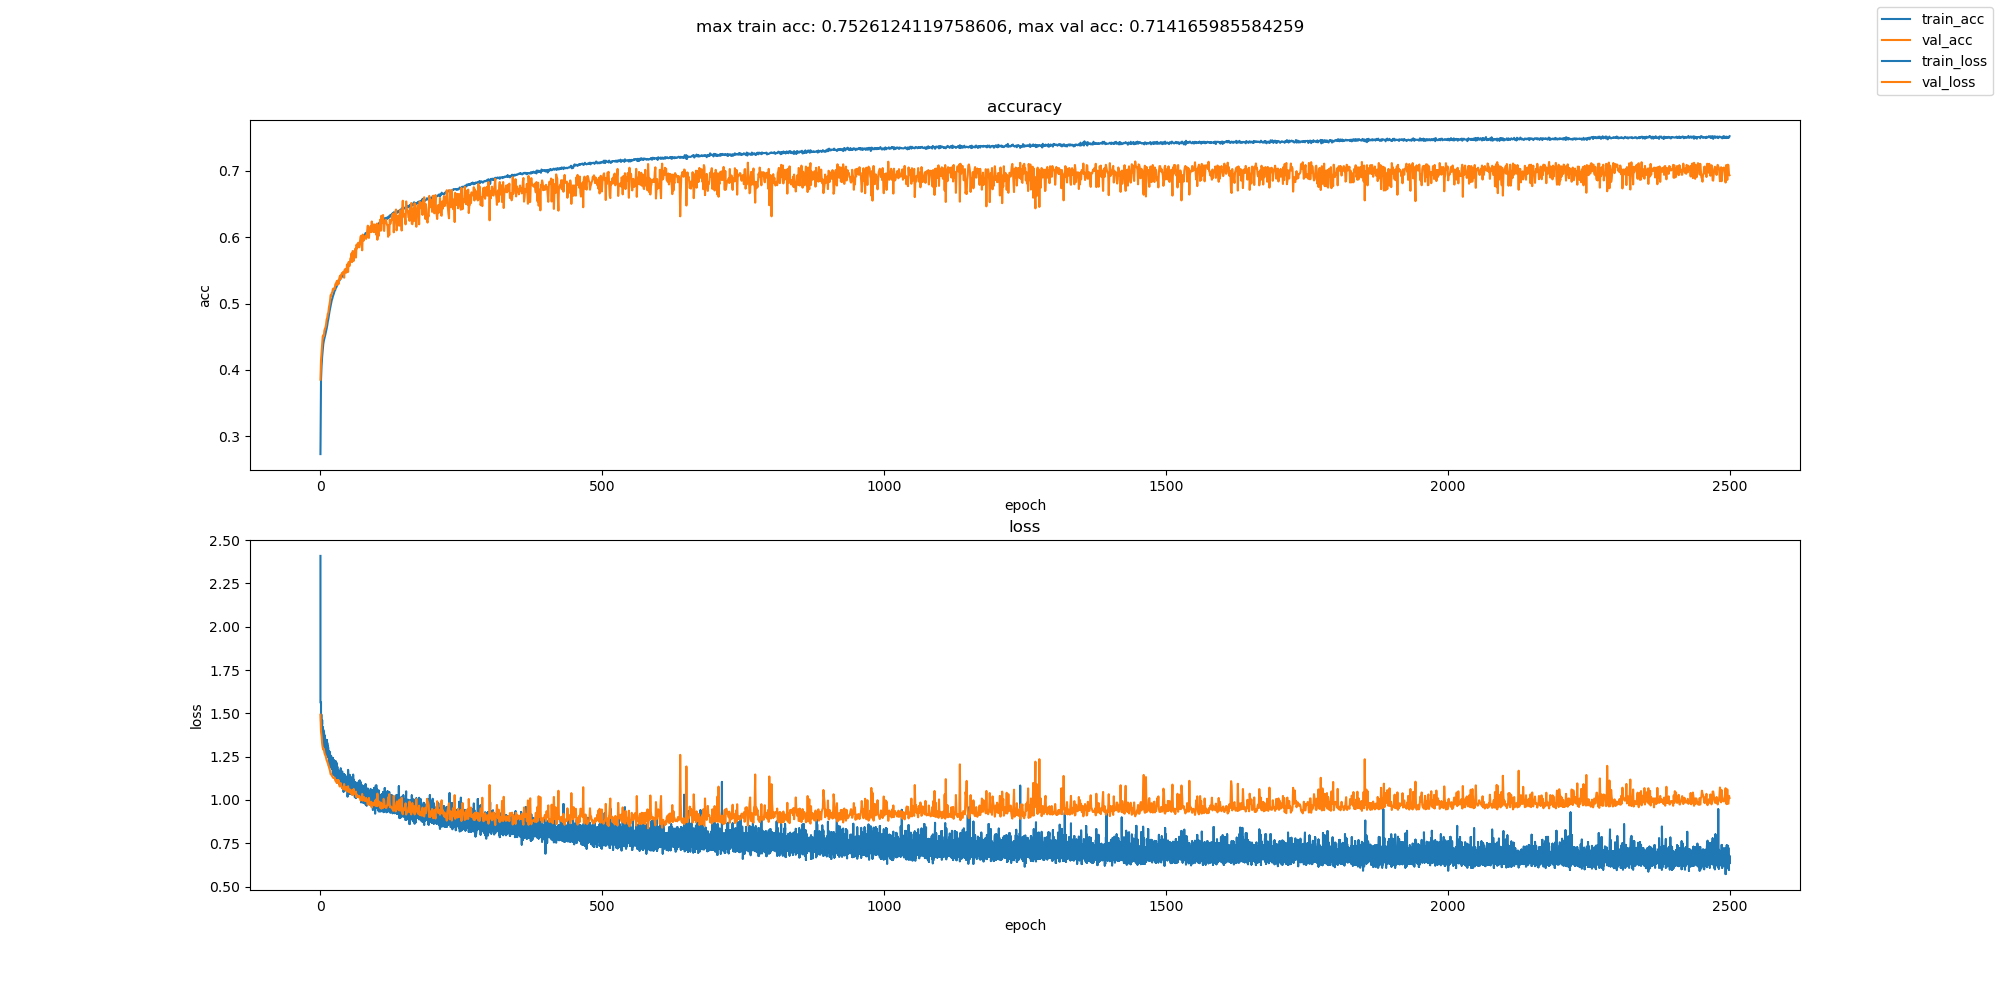 max train acc: 0.7526124119758606, max val acc: 0.714165985584259
train_acc
val_acc
train_loss
val_loss
accuracy
0.7
0.6
0.5
0.4
0.3
acc
0
500
1000
1500
2000
2500
epoch
loss
2.50
2.25
2.00
1.75
1.50
1.25
1.00
0.75
0.50
loss
0
500
1000
1500
2000
2500
epoch